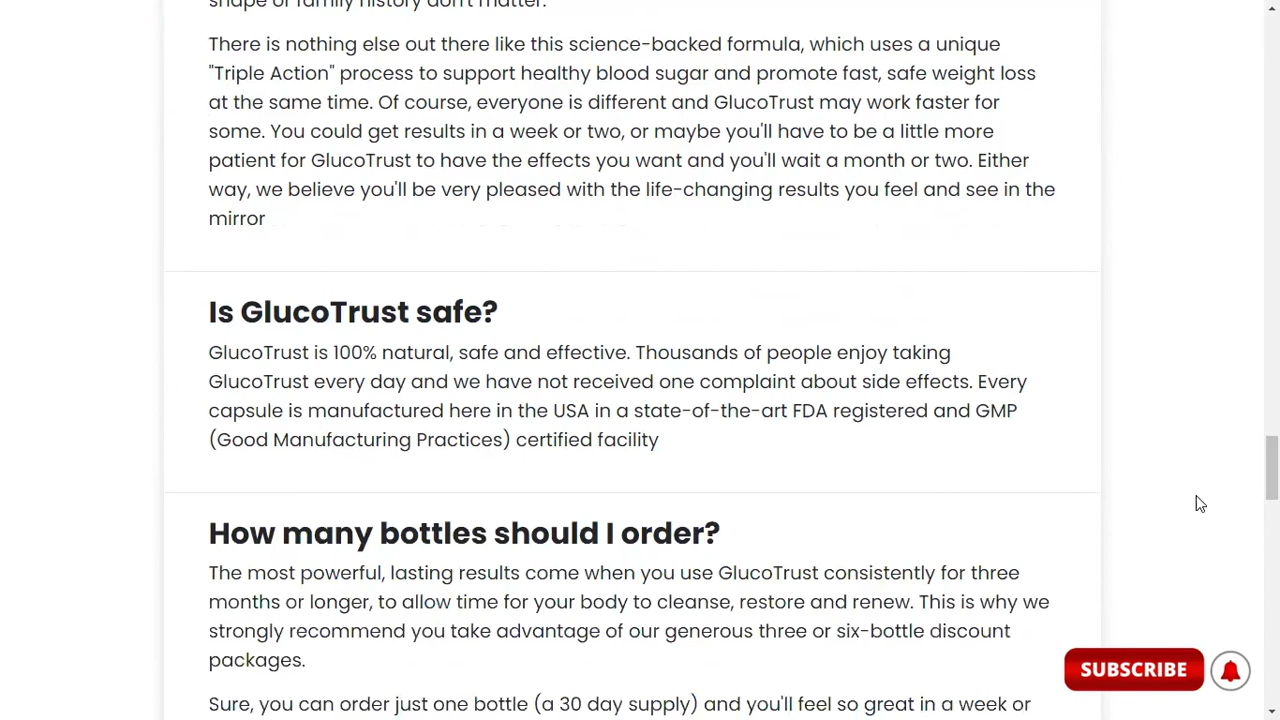 shape or family history don't matter.
There is nothing else out there like this science-backed formula, which uses a unique
"Triple Action" process to support healthy blood sugar and promote fast, safe weight loss
at the same time. Of course, everyone is different and GlucoTrust may work faster for
some. You could get results in a week or two, or maybe you'll have to be a little more
patient for GlucoTrust to have the effects you want and you'll wait a month or two. Either
way, we believe you'll be very pleased with the life-changing results you feel and see in the
mirror
Is GlucoTrust safe?
GlucoTrust is 100% natural, safe and effective. Thousands of people enjoy taking
GlucoTrust every day and we have not received one complaint about side effects. Every
capsule is manufactured here in the USA in a state-of-the-art FDA registered and GMP
(Good Manufacturing Practices) certified facility
How many bottles should I order?
The most powerful, lasting results come when you use GlucoTrust consistently for three
months or longer, to allow time for your body to cleanse, restore and renew. This is why we
strongly recommend you take advantage of our generous three or six-bottle discount
packages.
SUBSCRIBE
Sure, you can order just one bottle (a 30 day supply) and you'll feel so great in a week or